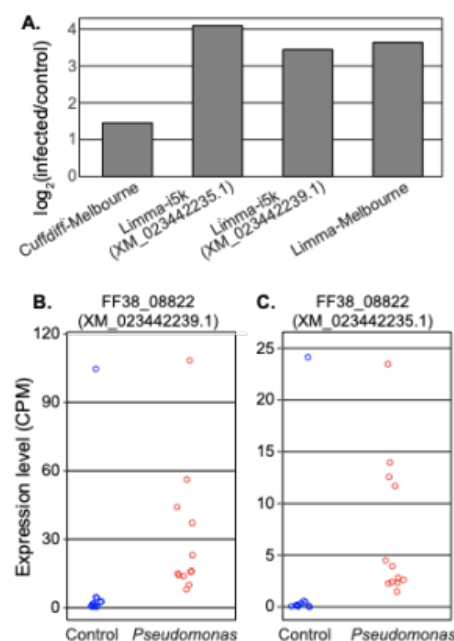 A.
log2(infected/control)
4
3
2
1
0
Cuffdiff-Melbourne
Limma-i5k
(XM_023442235.1)
Limma-i5k
(XM_023442239.1)
Limma-Melbourne
B.
FF38_08822
(XM_023442239.1)
Expression level (CPM)
120
90
60
30
0
Control
Pseudomonas
C.
FF38_08822
(XM_023442235.1)
25
20
15
10
5
0
Control
Pseudomonas